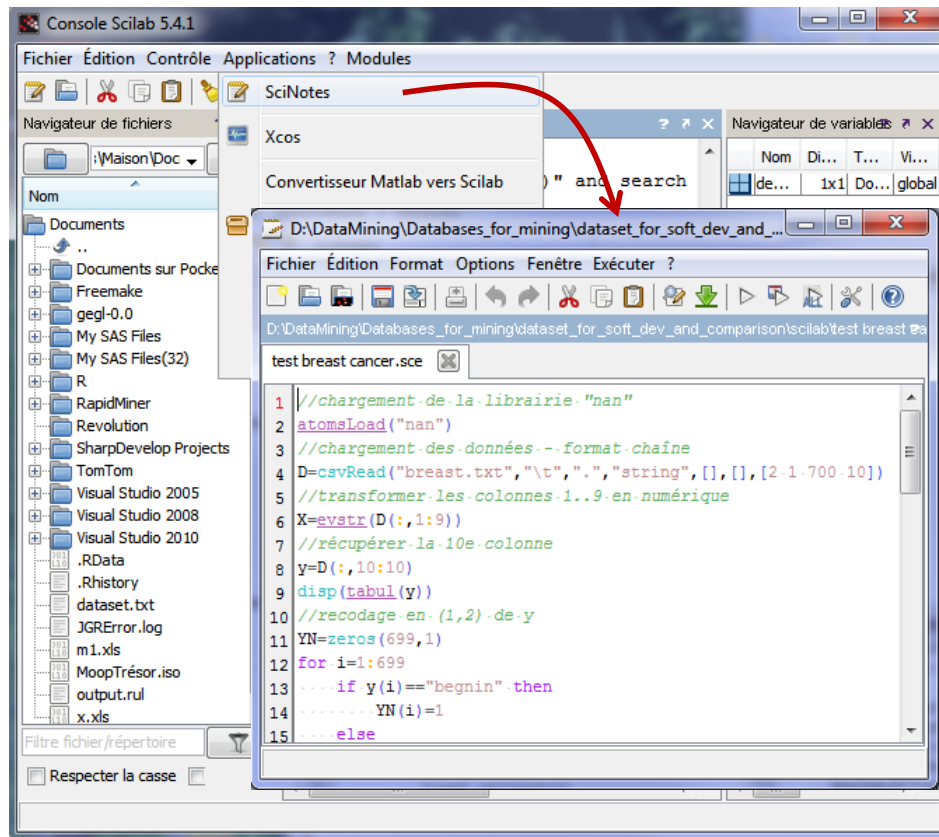 Console Scilab 5.4.1
Fichier Édition Contrôle Applications ? Modules
SciNotes
Xcos
Convertisseur Matlab vers Scilab
Navigateur de fichiers
:\Maison\Doc
Nom
Documents
..
Documents sur Pocke
Freemake
gegl-0.0
My SAS Files
My SAS Files(32)
R
RapidMiner
Revolution
SharpDevelop Projects
TomTom
Visual Studio 2005
Visual Studio 2008
Visual Studio 2010
.RData
.Rhistory
dataset.txt
JGRError.log
m1.xls
MoopTrésor.iso
output.rul
x.xls
Filtre fichier/répertoire
Respecter la casse
? ↗ X
)" and search
Navigateur de variables
Nom Di... T... Vi...
de... 1x1 Do... global
D:\DataMining\Databases_for_mining\dataset_for_soft_dev_and_...
Fichier Édition Format Options Fenêtre Exécuter ?
D:\DataMining\Databases_for_mining\dataset_for_soft_dev_and_comparison\scilab\test breast
test breast cancer.sce
1 //chargement de la librairie "nan"
2 atomsLoad("nan")
3 //chargement des données - format chaîne
4 D=csvRead("breast.txt","\t",".","string",[],[],[2 1 700 10])
5 //transformer les colonnes 1..9 en numérique
6 X=evstr(D(:,1:9))
7 //récupérer la 10e colonne
8 y=D(:,10:10)
9 disp(tabul(y))
10 //recodage en (1,2) de y
11 YN=zeros(699,1)
12 for i=1:699
13 if y(i)=="begnin" then
14 YN(i)=1
15 else